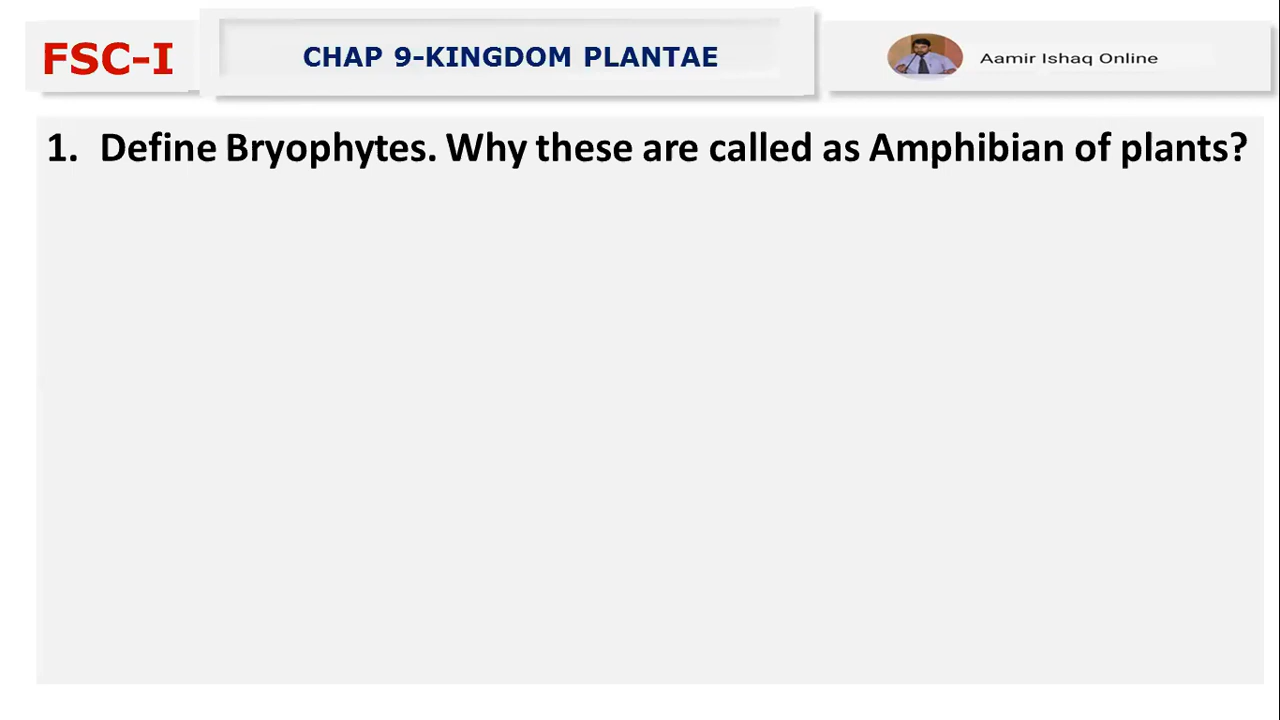 FSC-I
CHAP 9-KINGDOM PLANTAE
Aamir Ishaq Online
1. Define Bryophytes. Why these are called as Amphibian of plants?